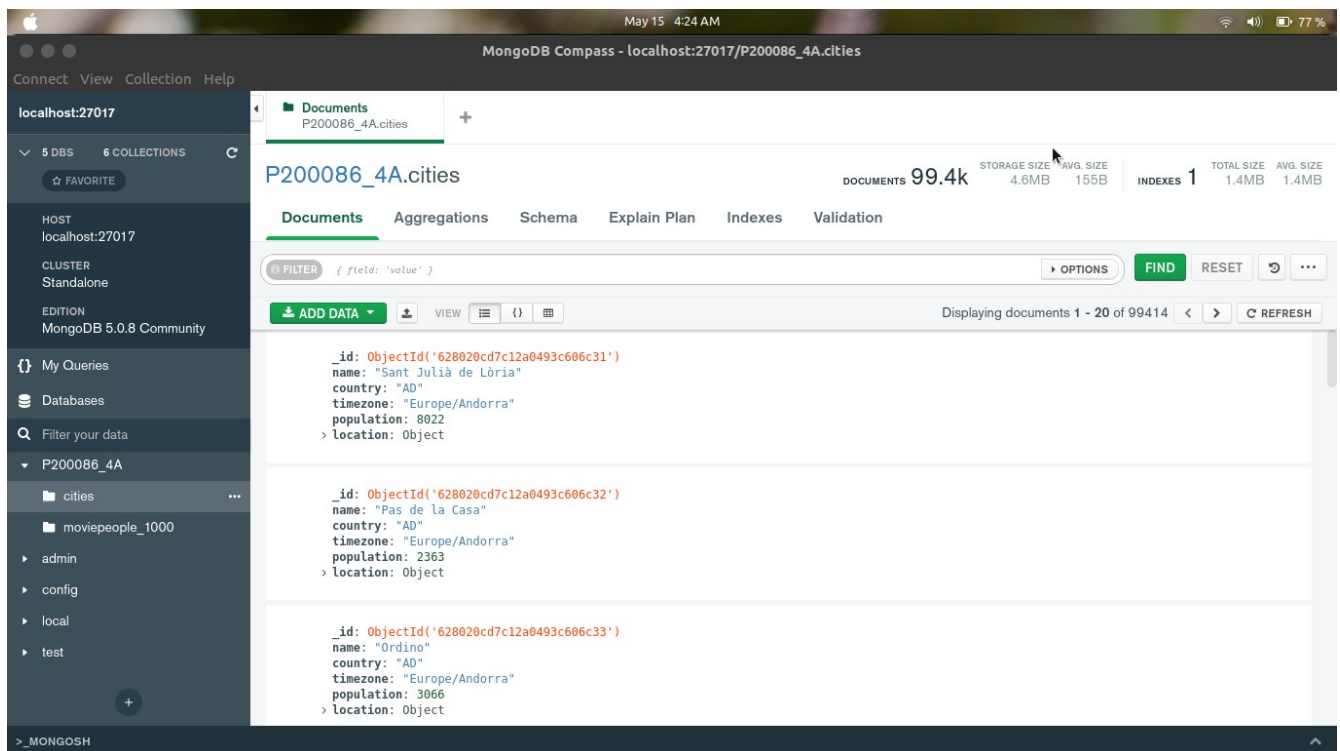 May 15 4:24 AM
77 %
MongoDB Compass - localhost:27017/P200086_4A.cities
Connect View Collection Help
localhost:27017
5 DBS 6 COLLECTIONS
FAVORITE
HOST
localhost:27017
CLUSTER
Standalone
EDITION
MongoDB 5.0.8 Community
{} My Queries
Databases
Filter your data
P200086_4A
cities
moviepeople_1000
admin
config
local
test
+
Documents
P200086_4A.cities
+
P200086_4A.cities
DOCUMENTS 99.4k STORAGE SIZE 4.6MB AVG. SIZE 155B INDEXES 1 TOTAL SIZE 1.4MB AVG. SIZE 1.4MB
Documents Aggregations Schema Explain Plan Indexes Validation
FILTER { field: 'value' } OPTIONS FIND RESET
ADD DATA VIEW {} Displaying documents 1 - 20 of 99414 < > REFRESH
_id: ObjectId('628020cd7c12a0493c606c31')
name: "Sant Julià de Lòria"
country: "AD"
timezone: "Europe/Andorra"
population: 8022
> location: Object
_id: ObjectId('628020cd7c12a0493c606c32')
name: "Pas de la Casa"
country: "AD"
timezone: "Europe/Andorra"
population: 2363
> location: Object
_id: ObjectId('628020cd7c12a0493c606c33')
name: "Ordino"
country: "AD"
timezone: "Europe/Andorra"
population: 3066
> location: Object
>_MONGOSH